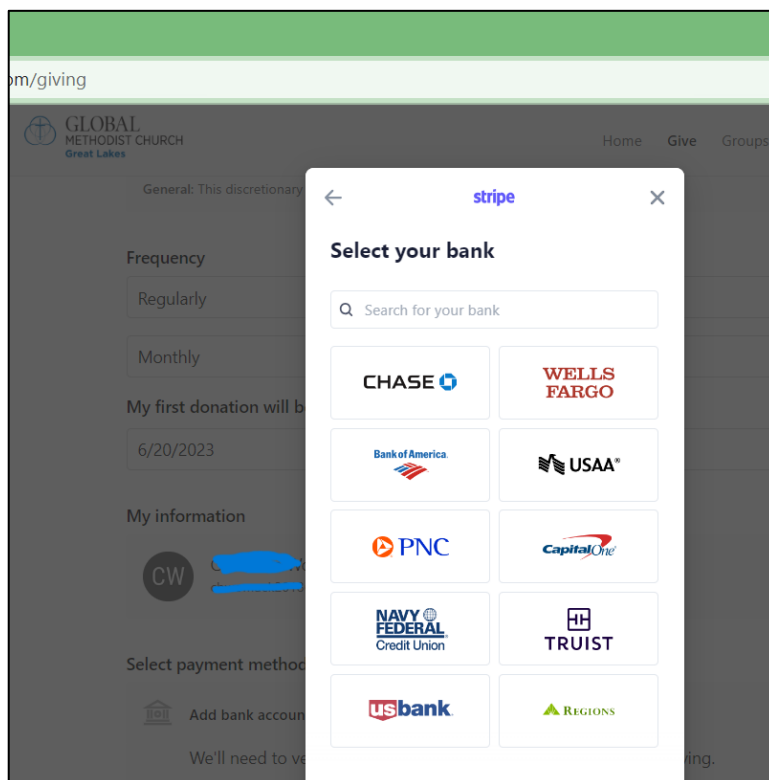 om/giving
GLOBAL
METHODIST CHURCH
Great Lakes
Home Give Groups
General: This discretionary
stripe
Select your bank
Search for your bank
Frequency
Regularly
Monthly
My first donation will b
6/20/2023
My information
CW
Select payment method
Add bank accoun
We'll need to ve
ing.
CHASE
WELLS
FARGO
Bank of America
USAA®
PNC
Capital One
NAVY
FEDERAL
Credit Union
TRUIST
usbank
REGIONS